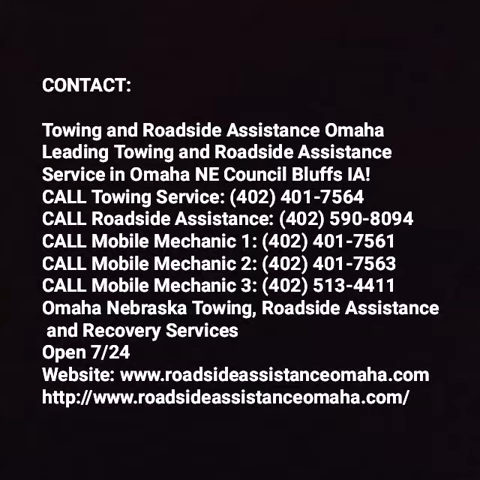 CONTACT:
Towing and Roadside Assistance Omaha
Leading Towing and Roadside Assistance
Service in Omaha NE Council Bluffs IA!
CALL Towing Service: (402) 401-7564
CALL Roadside Assistance: (402) 590-8094
CALL Mobile Mechanic 1: (402) 401-7561
CALL Mobile Mechanic 2: (402) 401-7563
CALL Mobile Mechanic 3: (402) 513-4411
Omaha Nebraska Towing, Roadside Assistance
and Recovery Services
Open 7/24
Website: www.roadsideassistanceomaha.com
http://www.roadsideassistanceomaha.com/